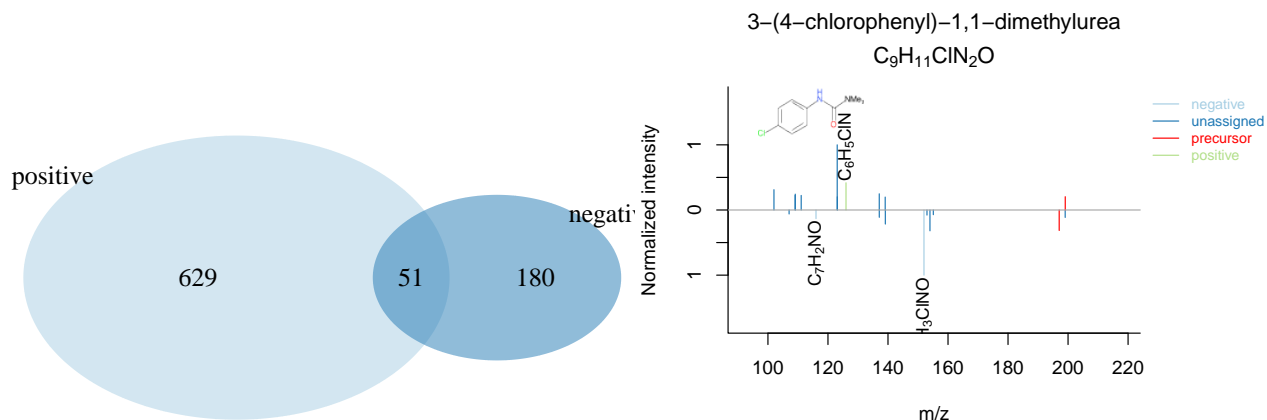 positive
negati
629
51
180
3−(4−chlorophenyl)−1,1−dimethylurea
C₉H₁₁ClN₂O
H
N
NMe₂
Cl
O
C₆H₅ClN
C₇H₂NO
H₃ClNO
negative
unassigned
precursor
positive
Normalized intensity
1
0
1
100
120
140
160
180
200
220
m/z